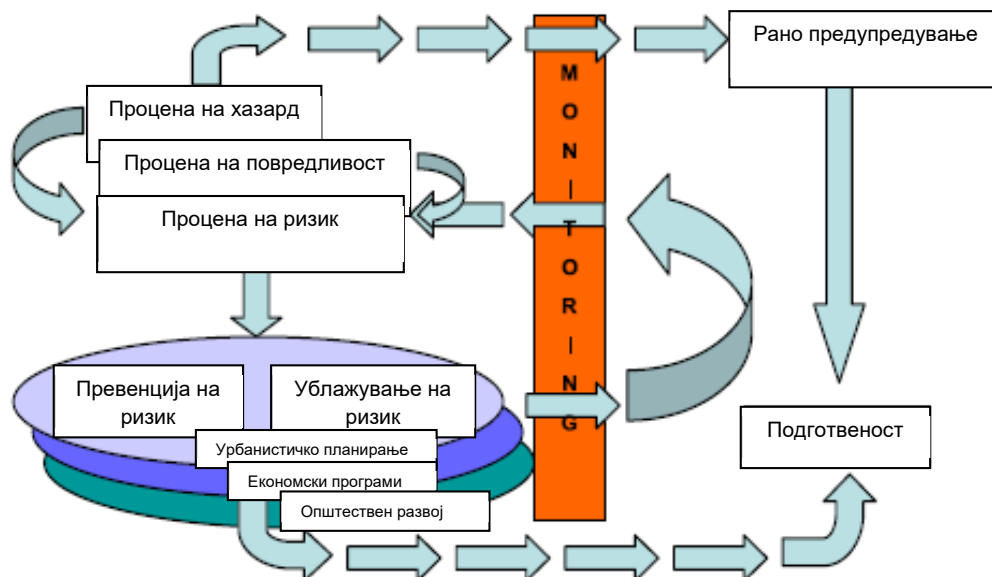 Рано предупредување
MONITORING
Процена на хазард
Процена на повредливост
Процена на ризик
Превенција на
ризик
Ублажување на
ризик
Урбанистичко планирање
Економски програми
Општествен развој
Подготвеност